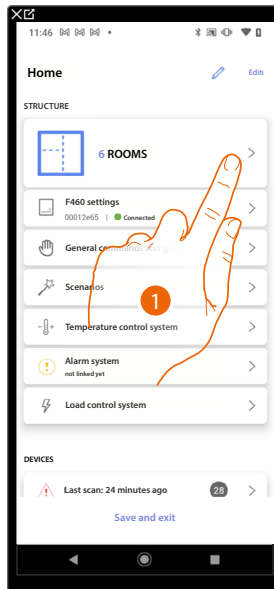 11:46
Home
Edit
STRUCTURE
6 ROOMS
F460 settings
00012e65 | Connected
General commands
Scenarios
1
Temperature control system
Alarm system
not linked yet
Load control system
DEVICES
Last scan: 24 minutes ago 28
Save and exit